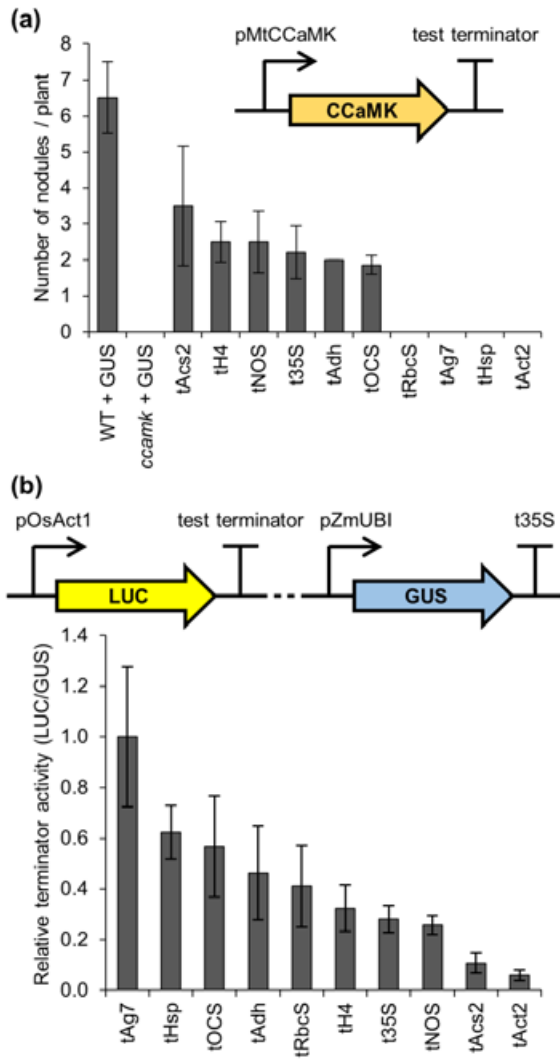 (a)
pMtCCaMK test terminator
CCaMK
Number of nodules / plant
8
7
6
5
4
3
2
1
0
WT + GUS
ccamk + GUS
tAcs2
tH4
tNOS
t35S
tAdh
tOCS
tRbcS
tAg7
tHsp
tAct2
(b)
pOsAct1 test terminator pZmUBI t35S
LUC GUS
Relative terminator activity (LUC/GUS)
1.4
1.2
1.0
0.8
0.6
0.4
0.2
0.0
tAg7
tHsp
tOCS
tAdh
tRbcS
tH4
t35S
tNOS
tAcs2
tAct2